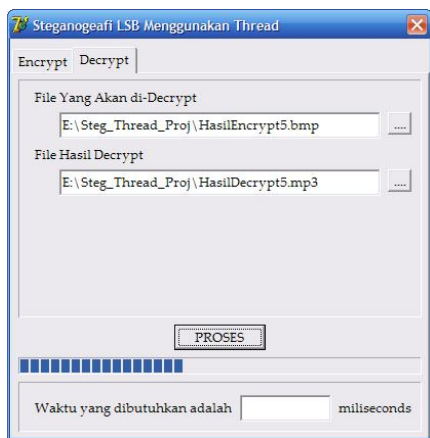 Steganogeafi LSB Menggunakan Thread
Encrypt Decrypt
File Yang Akan di-Decrypt
E:\Steg_Thread_Proj\HasilEncrypt5.bmp ....
File Hasil Decrypt
E:\Steg_Thread_Proj\HasilDecrypt5.mp3 ....
PROSES
Waktu yang dibutuhkan adalah miliseconds